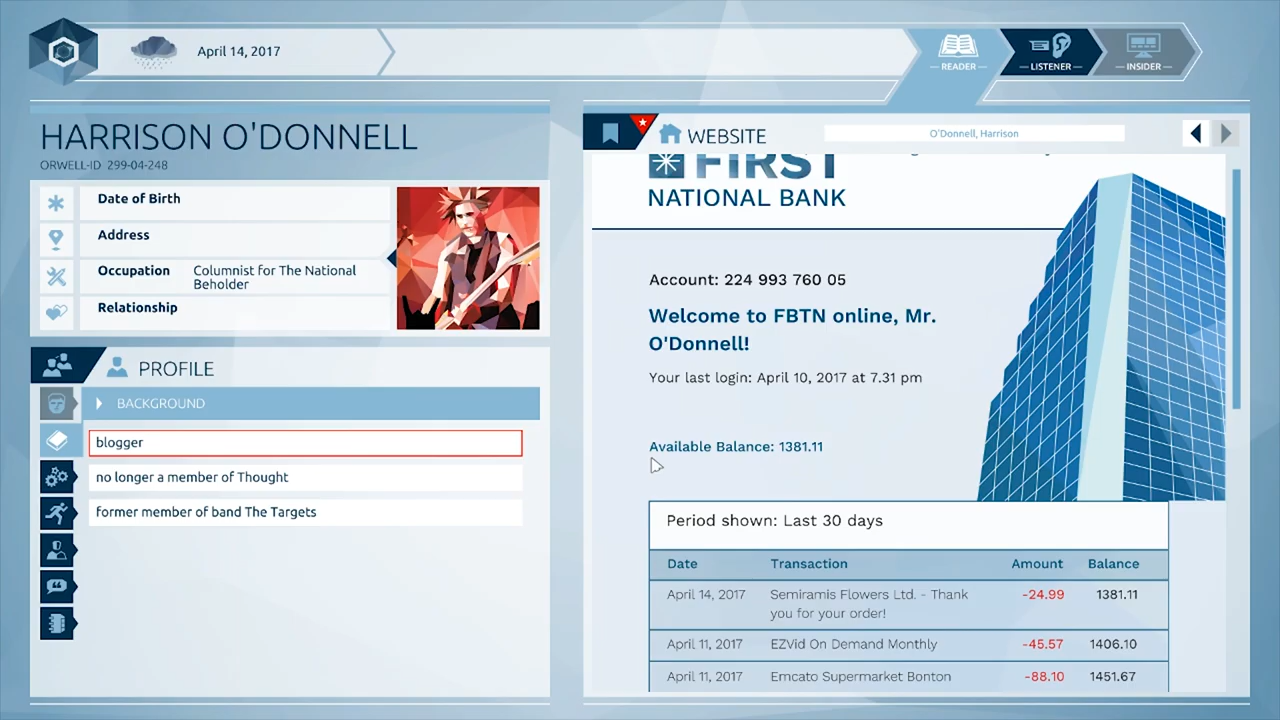 April 14, 2017
READER
LISTENER
INSIDER
HARRISON O'DONNELL
ORWELL-ID 299-04-248
Date of Birth
Address
Occupation Columnist for The National
Beholder
Relationship
PROFILE
BACKGROUND
blogger
no longer a member of Thought
former member of band The Targets
WEBSITE
O'Donnell, Harrison
FIRST
NATIONAL BANK
Account: 224 993 760 05
Welcome to FBTN online, Mr.
O'Donnell!
Your last login: April 10, 2017 at 7.31 pm
Available Balance: 1381.11
Period shown: Last 30 days
Date Transaction Amount Balance
April 14, 2017 Semiramis Flowers Ltd. - Thank -24.99 1381.11
you for your order!
April 11, 2017 EZVid On Demand Monthly -45.57 1406.10
April 11, 2017 Emcato Supermarket Bonton -88.10 1451.67